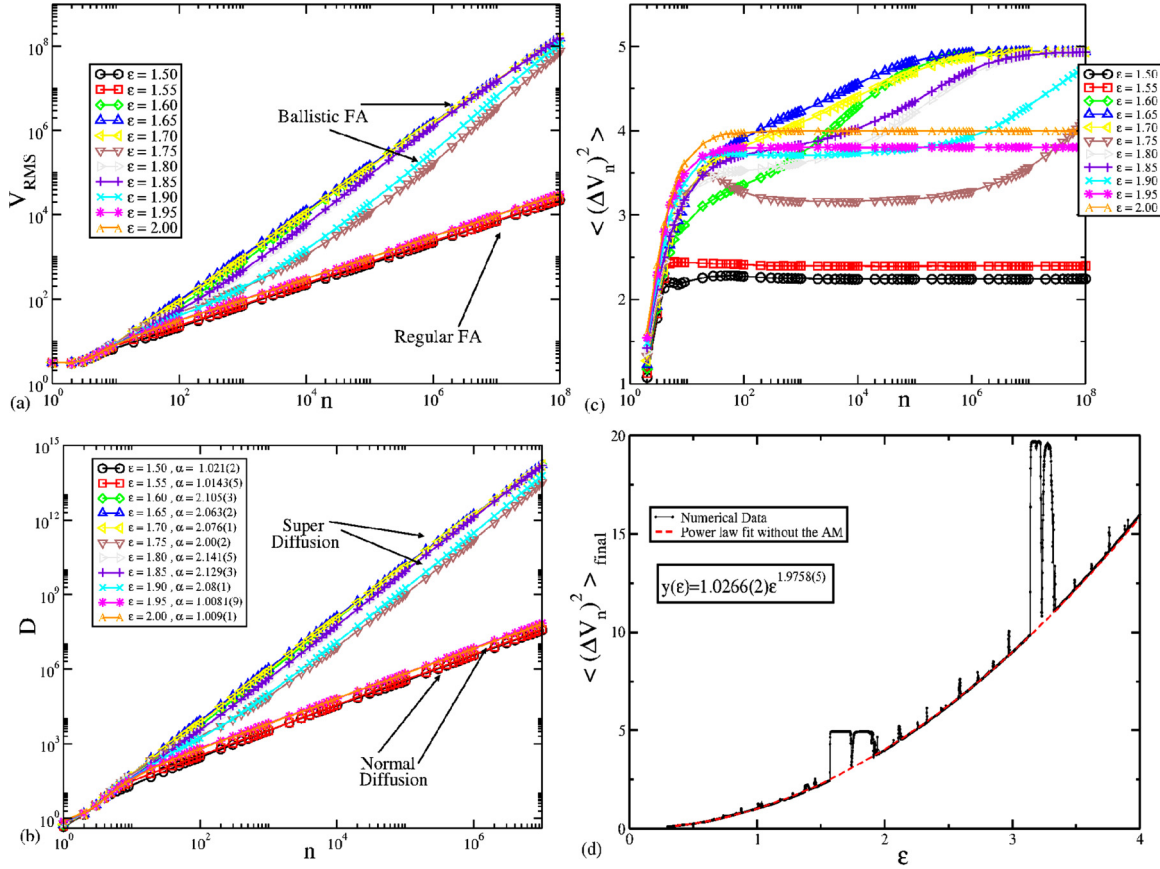 V_RMS
10^8
10^6
10^4
10^2
10^0
ε = 1.50
ε = 1.55
ε = 1.60
ε = 1.65
ε = 1.70
ε = 1.75
ε = 1.80
ε = 1.85
ε = 1.90
ε = 1.95
ε = 2.00
Ballistic FA
Regular FA
(a)
10^0 10^2 10^4 10^6 10^8
n
< (ΔV_n)^2 >
5
4
3
2
1
ε = 1.50
ε = 1.55
ε = 1.60
ε = 1.65
ε = 1.70
ε = 1.75
ε = 1.80
ε = 1.85
ε = 1.90
ε = 1.95
ε = 2.00
(c)
10^0 10^2 10^4 10^6 10^8
n
D
10^15
10^12
10^9
10^6
10^3
10^0
ε = 1.50 , α = 1.021(2)
ε = 1.55 , α = 1.0143(5)
ε = 1.60 , α = 2.105(3)
ε = 1.65 , α = 2.063(2)
ε = 1.70 , α = 2.076(1)
ε = 1.75 , α = 2.00(2)
ε = 1.80 , α = 2.141(5)
ε = 1.85 , α = 2.129(3)
ε = 1.90 , α = 2.08(1)
ε = 1.95 , α = 1.0081(9)
ε = 2.00 , α = 1.009(1)
Super
Diffusion
Normal
Diffusion
(b)
10^0 10^2 10^4 10^6
n
< (ΔV_n)^2 >_final
20
15
10
5
0
Numerical Data
Power law fit without the AM
y(ε)=1.0266(2)ε^1.9758(5)
0 1 2 3 4
ε
(d)